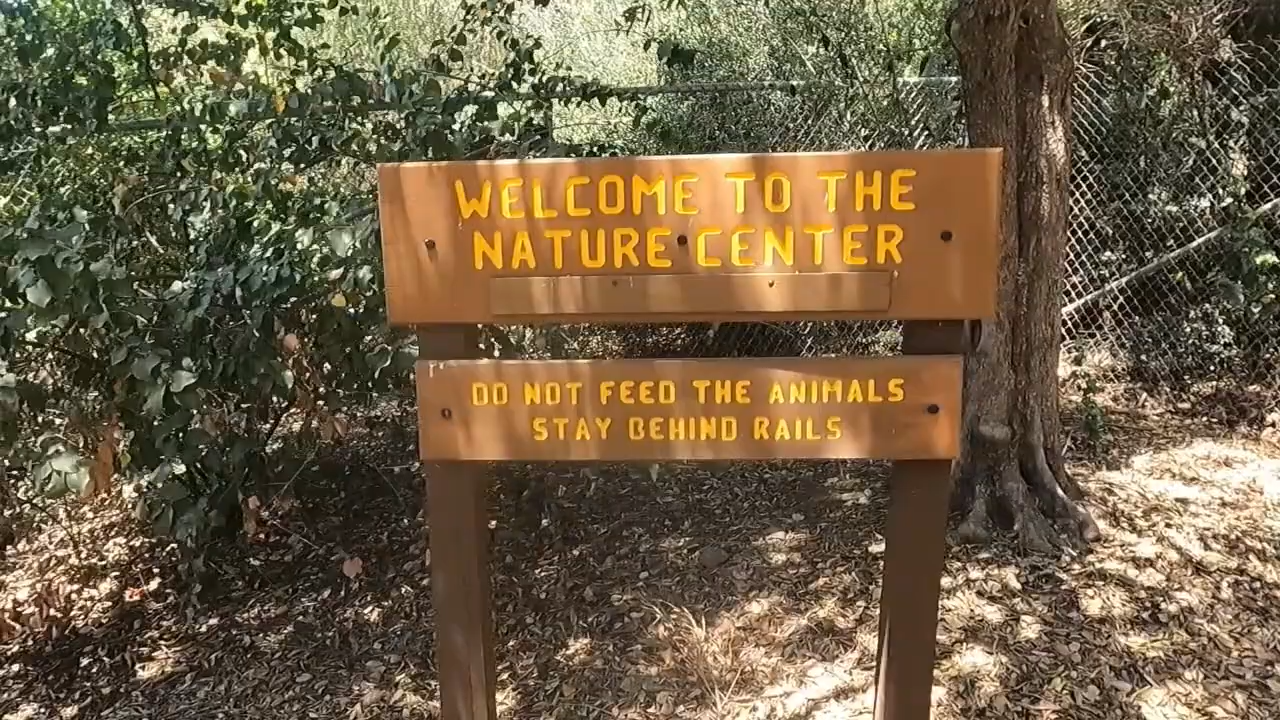 WELCOME TO THE
NATURE CENTER
DO NOT FEED THE ANIMALS
STAY BEHIND RAILS